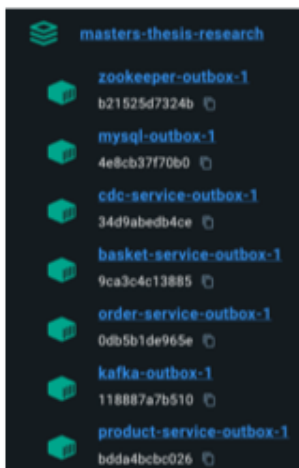 masters-thesis-research
zookeeper-outbox-1
b21525d7324b
mysql-outbox-1
4e8cb37f70b0
cdc-service-outbox-1
34d9abedb4ce
basket-service-outbox-1
9ca3c4c13885
order-service-outbox-1
0db5b1de965e
kafka-outbox-1
118887a7b510
product-service-outbox-1
bdda4bcbc026